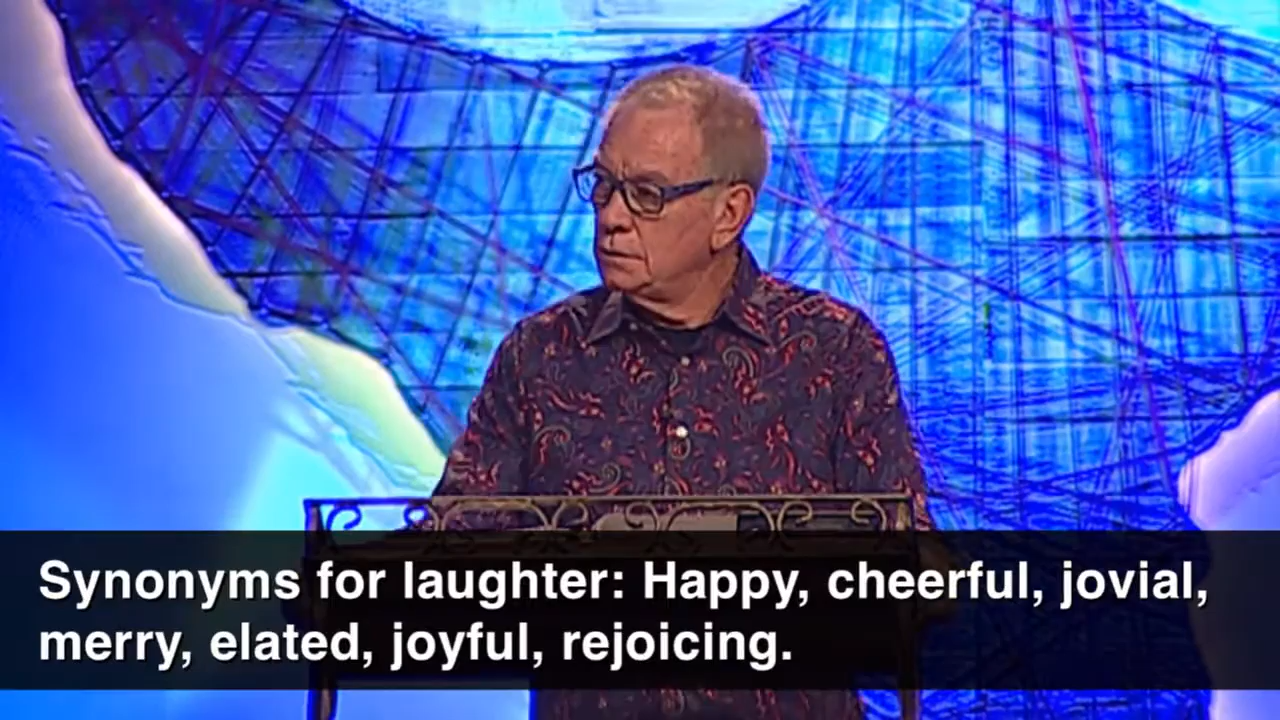 Synonyms for laughter: Happy, cheerful, jovial,
merry, elated, joyful, rejoicing.